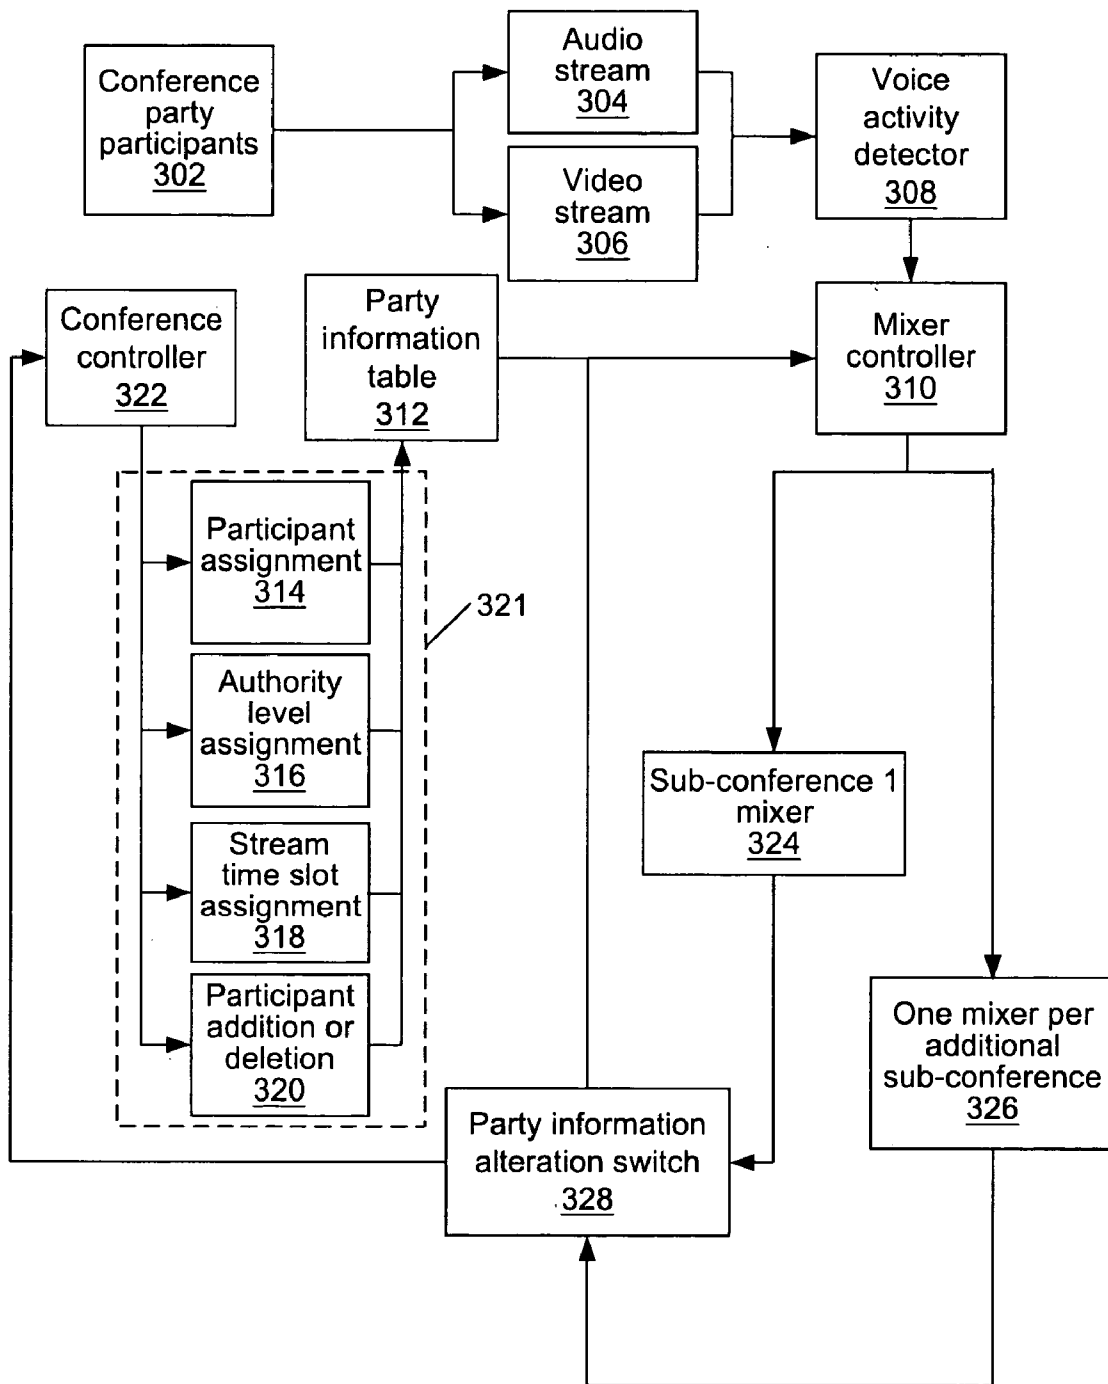 Conference
party
participants
302
Audio
stream
304
Video
stream
306
Voice
activity
detector
308
Conference
controller
322
Party
information
table
312
Mixer
controller
310
Participant
assignment
314
321
Authority
level
assignment
316
Stream
time slot
assignment
318
Participant
addition or
deletion
320
Sub-conference 1
mixer
324
One mixer per
additional
sub-conference
326
Party information
alteration switch
328